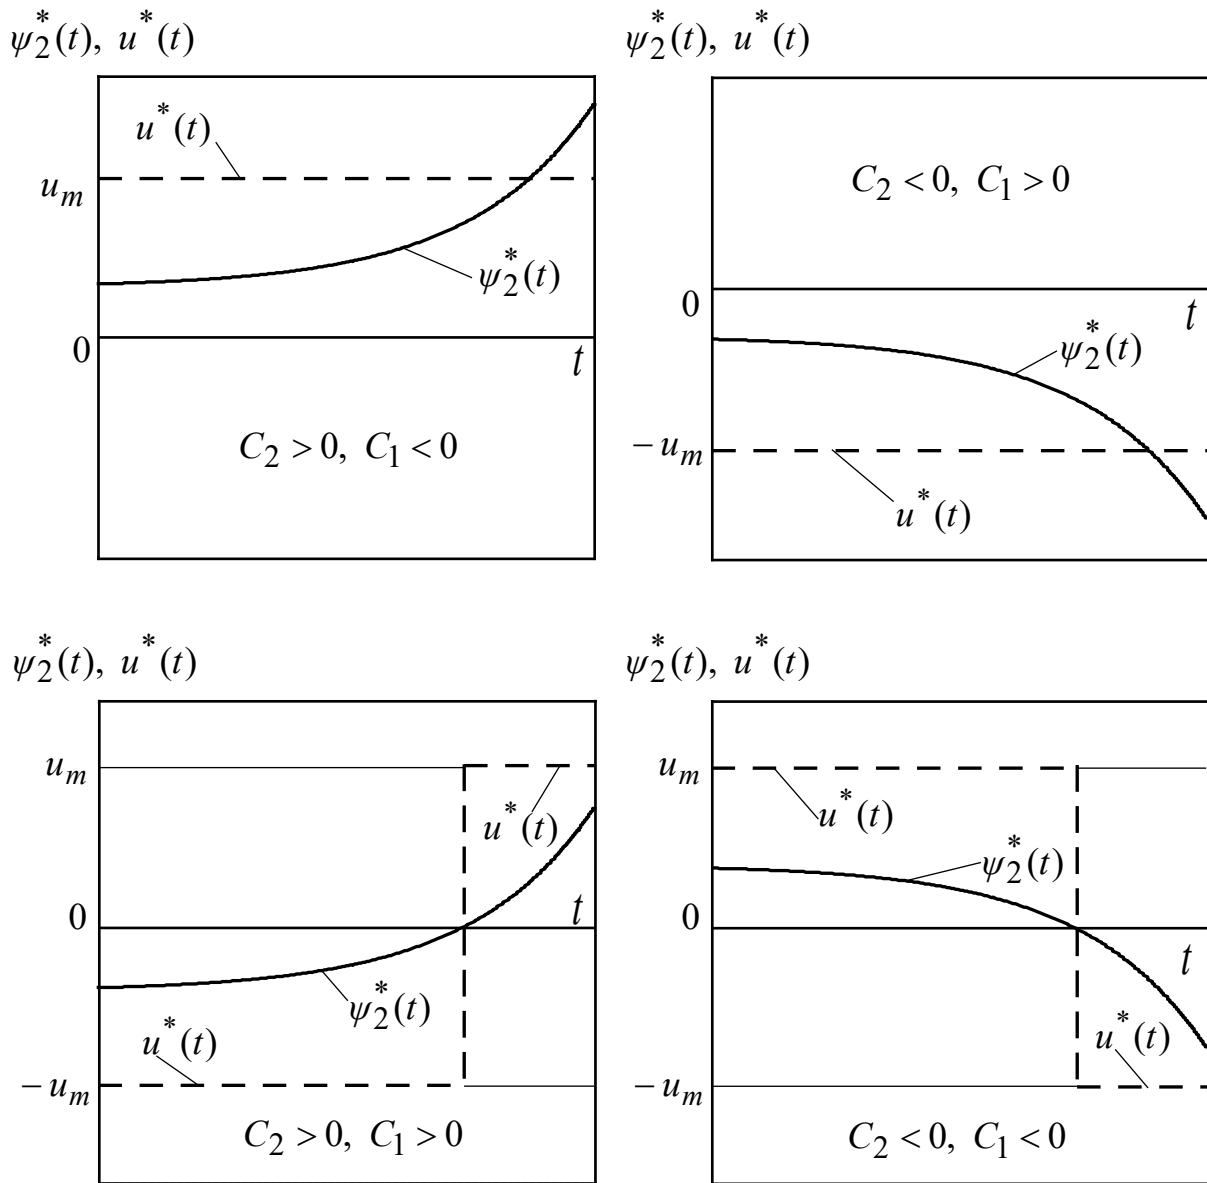 ψ₂*(t), u*(t)
u*(t)
u_m
ψ₂*(t)
0
t
C₂ > 0, C₁ < 0
ψ₂*(t), u*(t)
C₂ < 0, C₁ > 0
0
t
ψ₂*(t)
−u_m
u*(t)
ψ₂*(t), u*(t)
u_m
u*(t)
0
t
ψ₂*(t)
u*(t)
−u_m
C₂ > 0, C₁ > 0
ψ₂*(t), u*(t)
u_m
u*(t)
ψ₂*(t)
0
t
u*(t)
−u_m
C₂ < 0, C₁ < 0